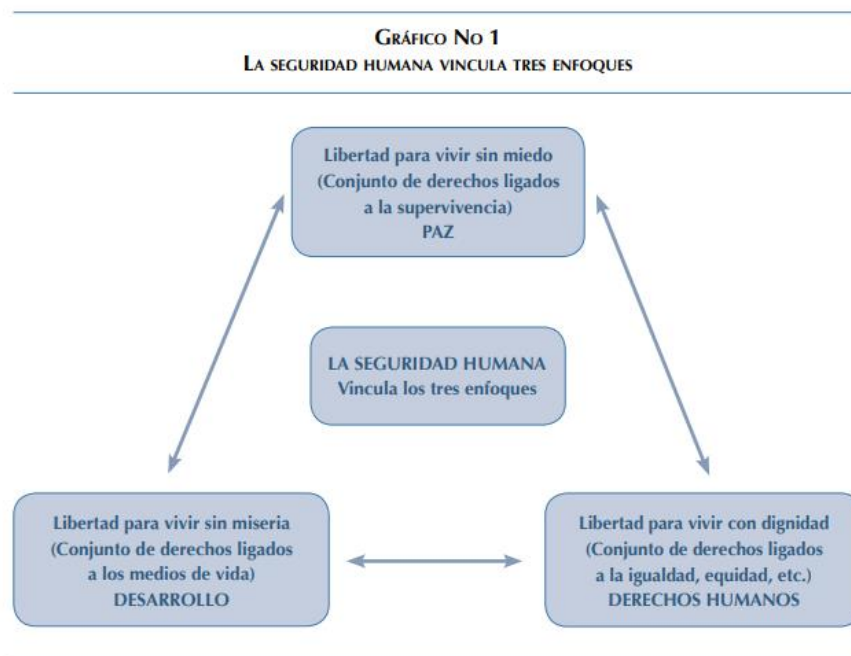 GRÁFICO NO 1
LA SEGURIDAD HUMANA VINCULA TRES ENFOQUES
Libertad para vivir sin miedo
(Conjunto de derechos ligados
a la supervivencia)
PAZ
LA SEGURIDAD HUMANA
Vincula los tres enfoques
Libertad para vivir sin miseria
(Conjunto de derechos ligados
a los medios de vida)
DESARROLLO
Libertad para vivir con dignidad
(Conjunto de derechos ligados
a la igualdad, equidad, etc.)
DERECHOS HUMANOS